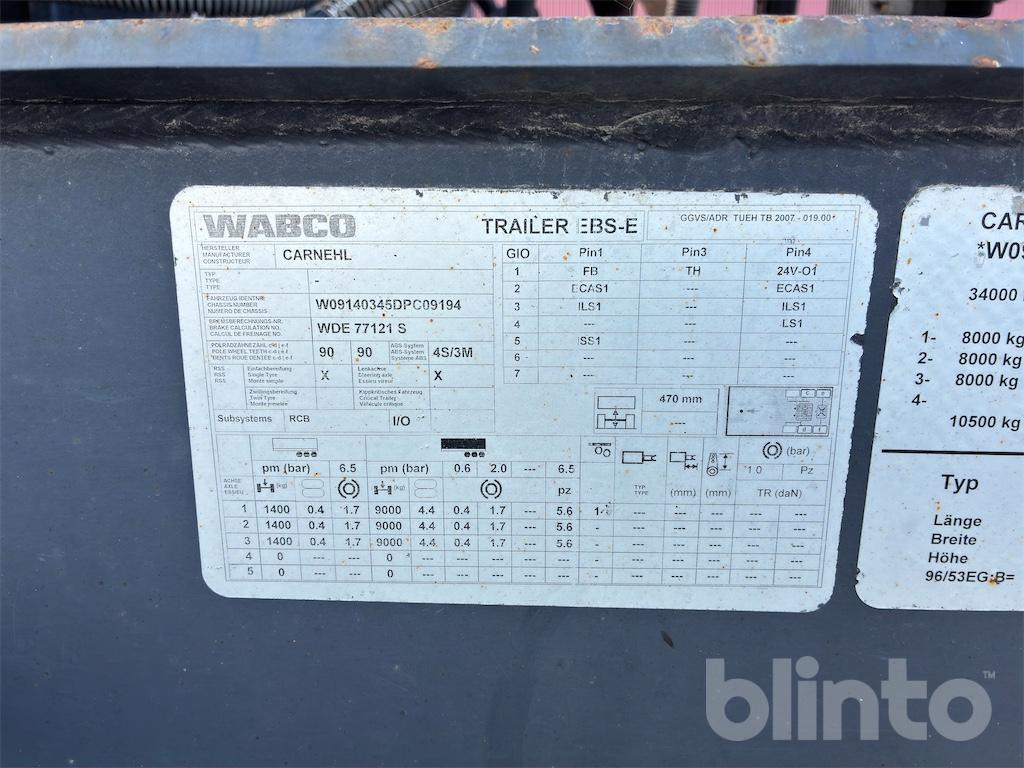 WABCO TRAILER EBS-E GGVS/ADR TUEH TB 2007 - 019.00
HERSTELLER
MANUFACTURER
CONSTRUCTEUR
CARNEHL
TYP
TYPE
TYPE
-
FAHRZEUG IDENTNR.
CHASSIS NUMBER
NUMERO DE CHASSIS
W09140345DPC09194
BREMSBERECHNUNGS-NR.
BRAKE CALCULATION NO.
CALCUL DE FREINAGE NO.
WDE 77121 S
POLRADZAHNEZAHL c-d | e-f
POLE WHEEL TEETH c-d | e-f
DENTS ROUE DENTEE c-d | e-f
90 90
ABS-System
ABS-System
Système ABS
4S/3M
RSS Einfachbereifung
RSS Single Tyre
RSS Monte simple
X
Lenkachse
Steering axle
Essieu vireur
X
Zwillingsbereifung
Twin Tyre
Monte jumelée
Kippkritisches Fahrzeug
Critical Trailer
Véhicule critique
Subsystems RCB I/O
GIO Pin1 Pin3 Pin4
1 FB TH 24V-O1
2 ECAS1 --- ECAS1
3 ILS1 --- ILS1
4 --- --- LS1
5 SS1 --- ---
6 --- --- ---
7 --- --- ---
470 mm
---
c e
d f
pm (bar) 6.5 pm (bar) 0.6 2.0 --- 6.5
(bar)
1.0 Pz
ACHSE
AXLE
ESSIEU
(kg) (kg) pz
TYP
TYPE
(mm) (mm) TR (daN)
1 1400 0.4 1.7 9000 4.4 0.4 1.7 --- 5.6 --- --- --- --- ---
2 1400 0.4 1.7 9000 4.4 0.4 1.7 --- 5.6 - --- --- --- --- --- ---
3 1400 0.4 1.7 9000 4.4 0.4 1.7 --- 5.6 - --- --- --- --- --- ---
4 0 --- --- 0 --- --- --- --- --- - --- --- --- --- --- ---
5 0 --- --- 0 --- --- --- --- --- - --- --- --- --- --- ---
CAR
*W09
34000 k
1- 8000 kg
2- 8000 kg
3- 8000 kg
4-
10500 kg
Typ
Länge
Breite
Höhe
96/53EG:B=
blinto™